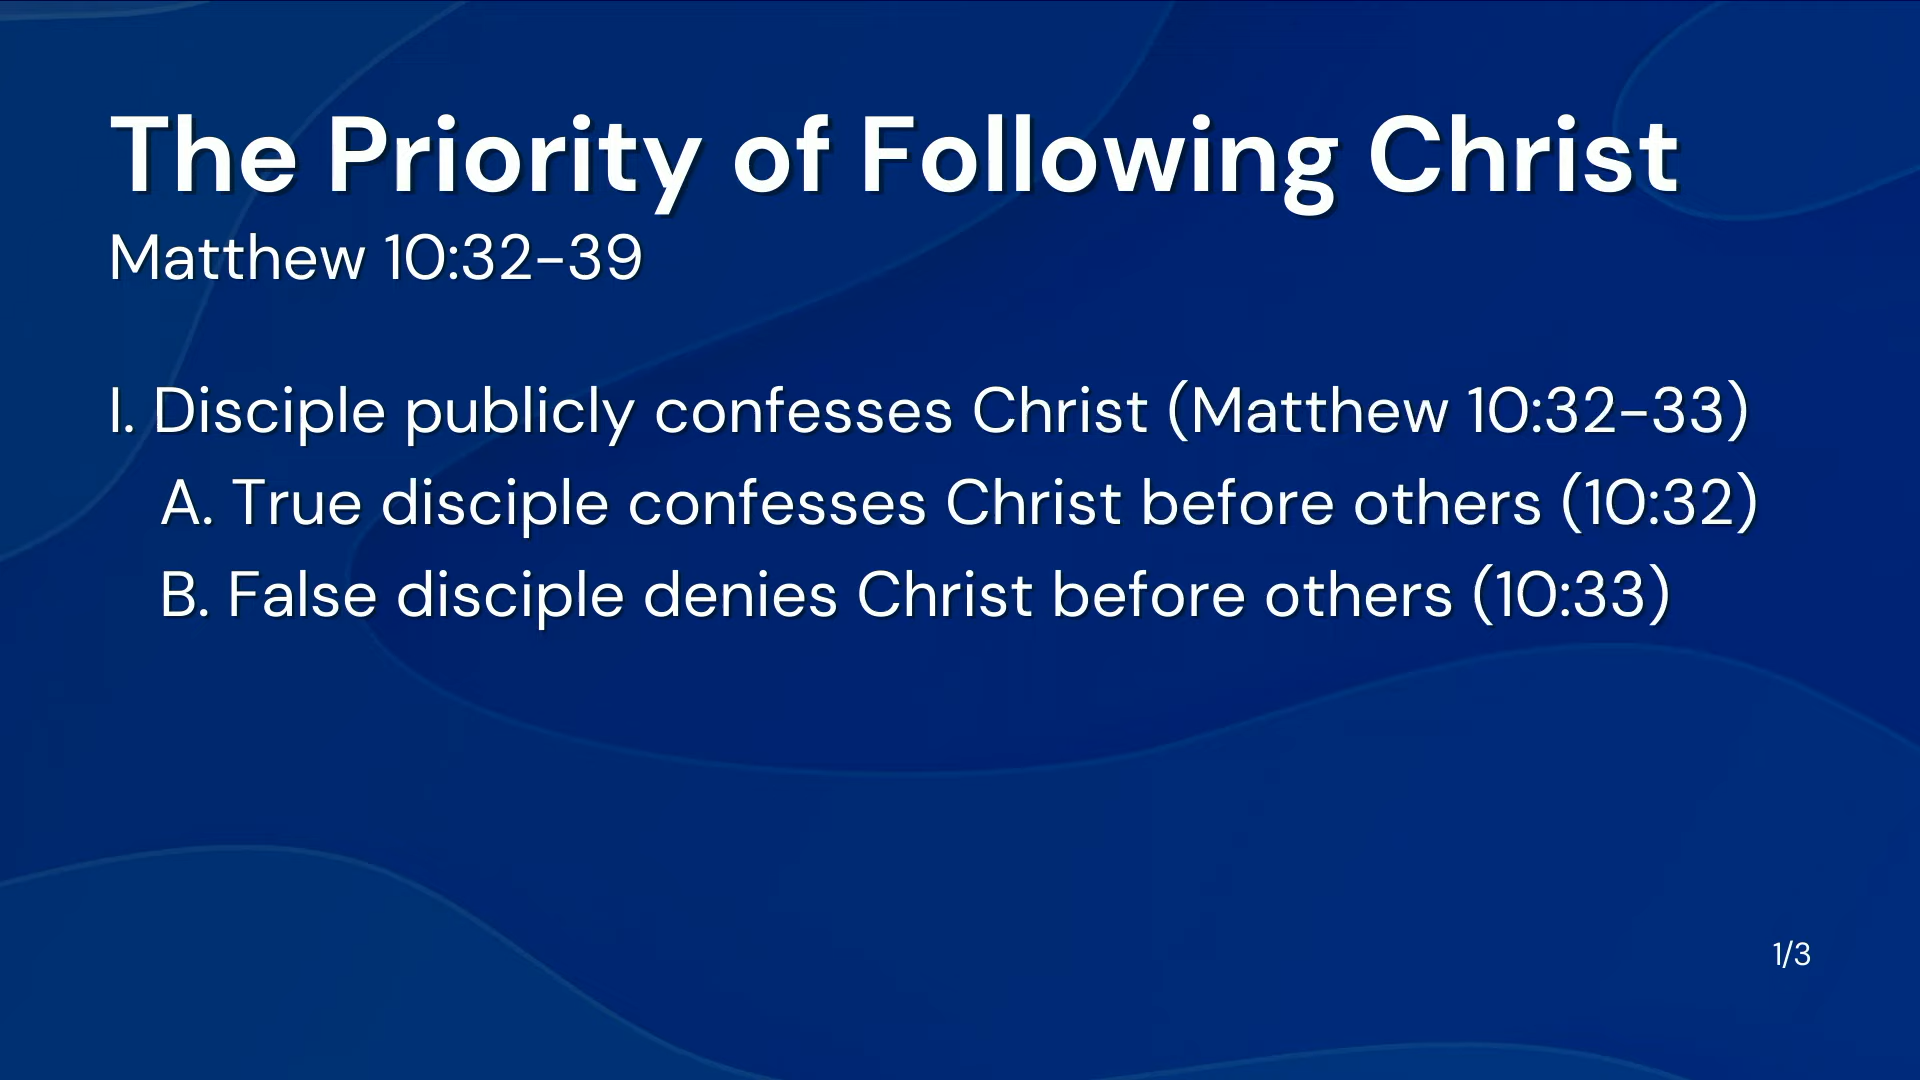 The Priority of Following Christ
Matthew 10:32-39
I. Disciple publicly confesses Christ (Matthew 10:32-33)
A. True disciple confesses Christ before others (10:32)
B. False disciple denies Christ before others (10:33)
1/3